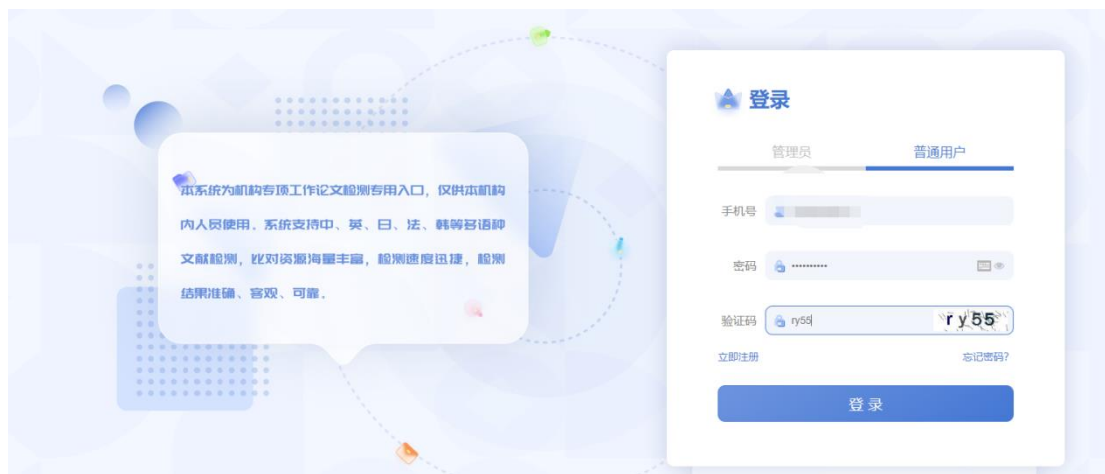 本系统为机构专项工作论文检测专用入口，仅供本机构
内人员使用。系统支持中、英、日、法、韩等多语种
文献检测，比对资源海量丰富，检测速度迅捷，检测
结果准确、客观、可靠。
登录
管理员 普通用户
手机号
密码 ··········
验证码 ry55 ry55
立即注册 忘记密码?
登 录